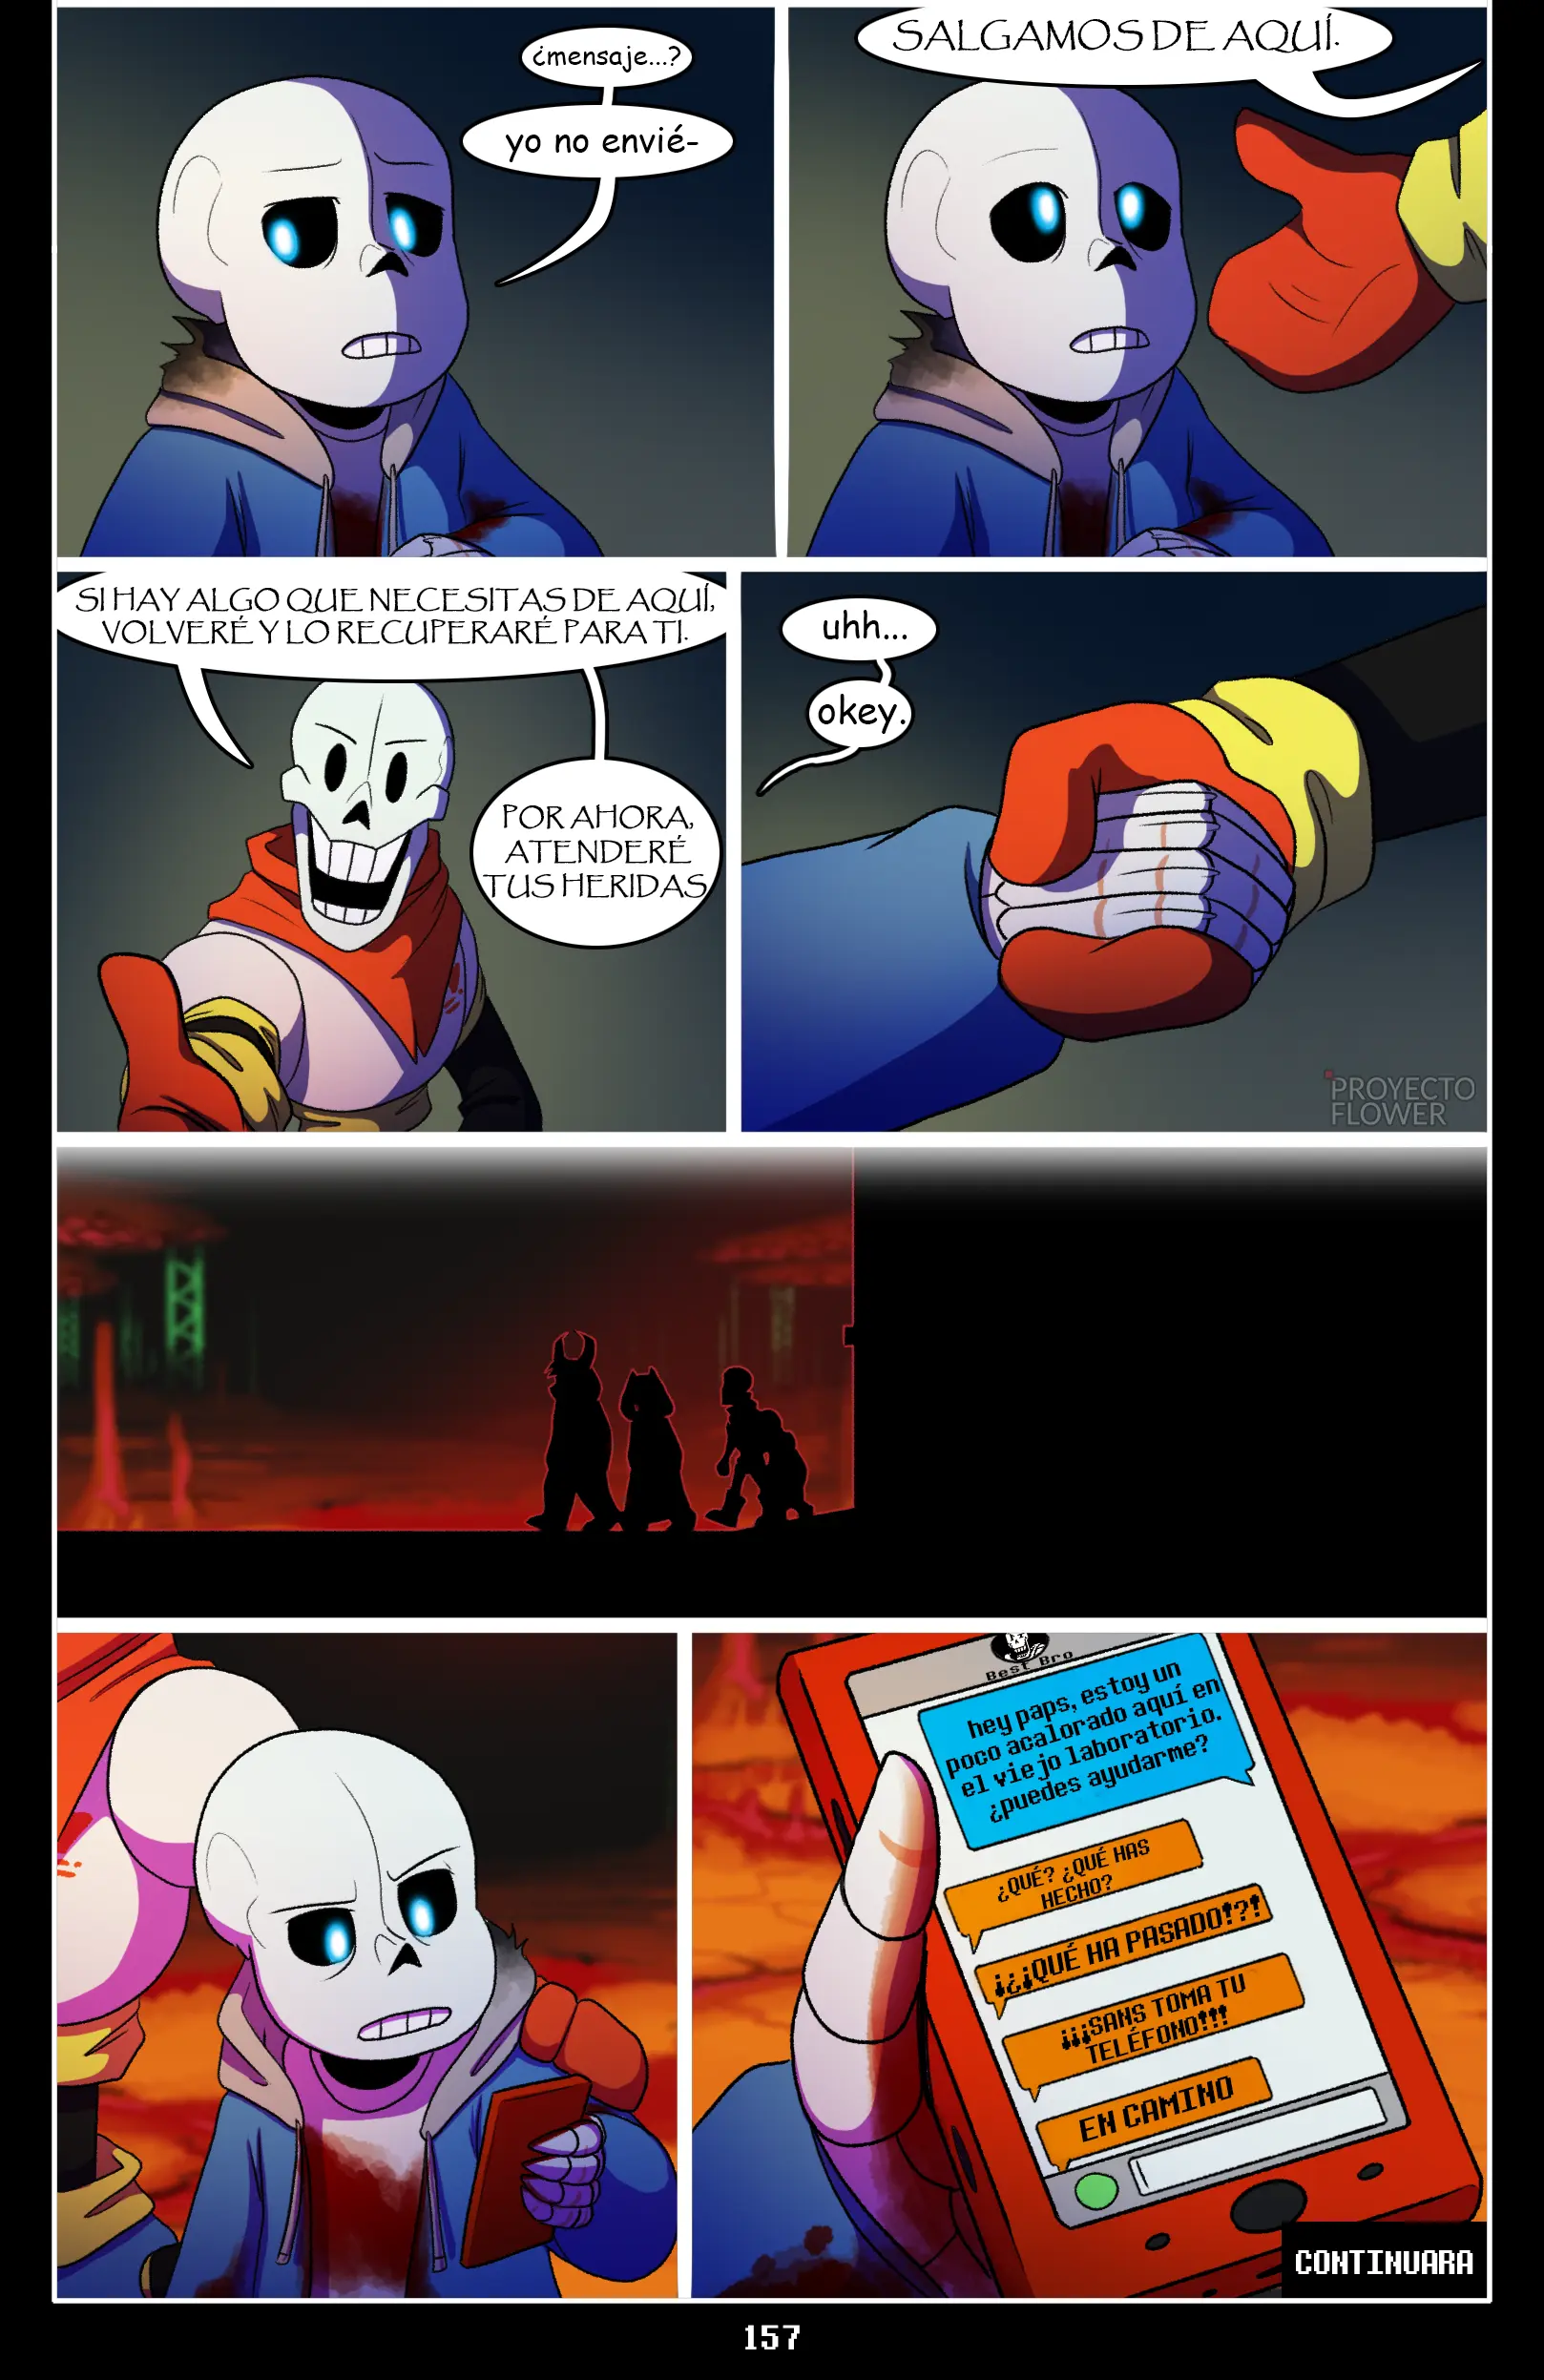 ¿mensaje...?
yo no envié-
SALGAMOS DE AQUÍ.
SI HAY ALGO QUE NECESITAS DE AQUÍ,
VOLVERÉ Y LO RECUPERARÉ PARA TI.
POR AHORA,
ATENDERÉ
TUS HERIDAS
uhh...
okey.
PROYECTO
FLOWER
Best Bro
hey paps, estoy un
poco acalorado aquí en
el viejo laboratorio.
¿puedes ayudarme?
¿QUÉ? ¿QUÉ HAS
HECHO?
¡¿¡QUÉ HA PASADO!?!
¡¡¡SANS TOMA TU
TELÉFONO!!!
EN CAMINO
CONTINUARA
157